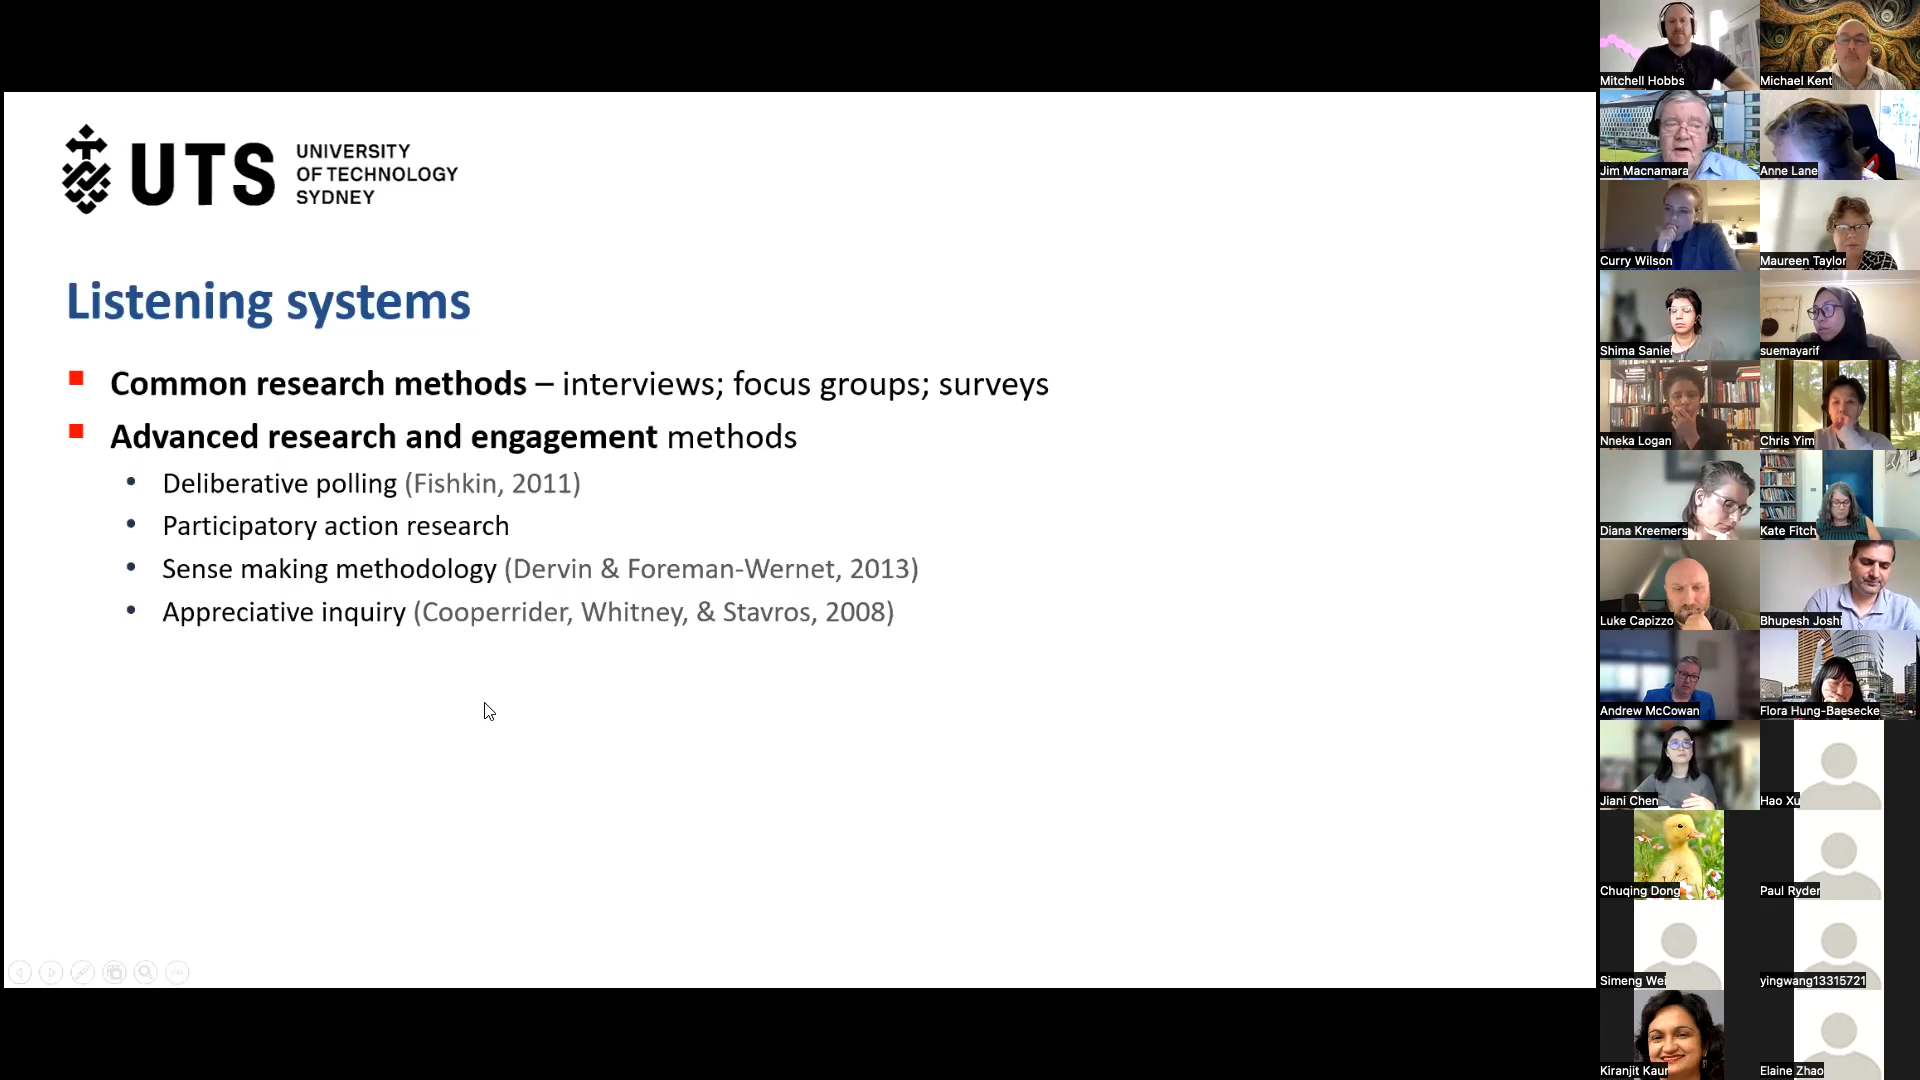 UTS
UNIVERSITY
OF TECHNOLOGY
SYDNEY
Listening systems
Common research methods – interviews; focus groups; surveys
Advanced research and engagement methods
• Deliberative polling (Fishkin, 2011)
• Participatory action research
• Sense making methodology (Dervin & Foreman-Wernet, 2013)
• Appreciative inquiry (Cooperrider, Whitney, & Stavros, 2008)
Mitchell Hobbs
Michael Kent
Jim Macnamara
Anne Lane
Curry Wilson
Maureen Taylor
Shima Saniei
suemayarif
Nneka Logan
Chris Yim
Diana Kreemers
Kate Fitch
Luke Capizzo
Bhupesh Joshi
Andrew McCowan
Flora Hung-Baesecke
Jiani Chen
Hao Xu
Chuqing Dong
Paul Ryder
Simeng Wei
yingwang13315721
Kiranjit Kaur
Elaine Zhao